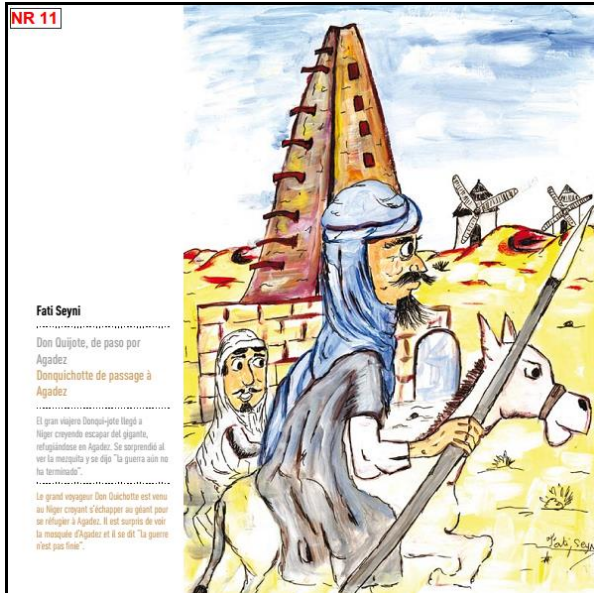 NR 11
Fati Seyni
Don Quijote, de paso por
Agadez
Donquichotte de passage à
Agadez
El gran viajero Donqui-jote llegó a
Niger creyendo escapar del gigante,
refugiándose en Agadez. Se sorprendió al
ver la mezquita y se dijo "la guerra aún no
ha terminado".
Le grand voyageur Don Quichotte est venu
au Niger croyant s'échapper au géant pour
se réfugier à Agadez. Il est surpris de voir
la mosquée d'Agadez et il se dit "la guerre
n'est pas finie".